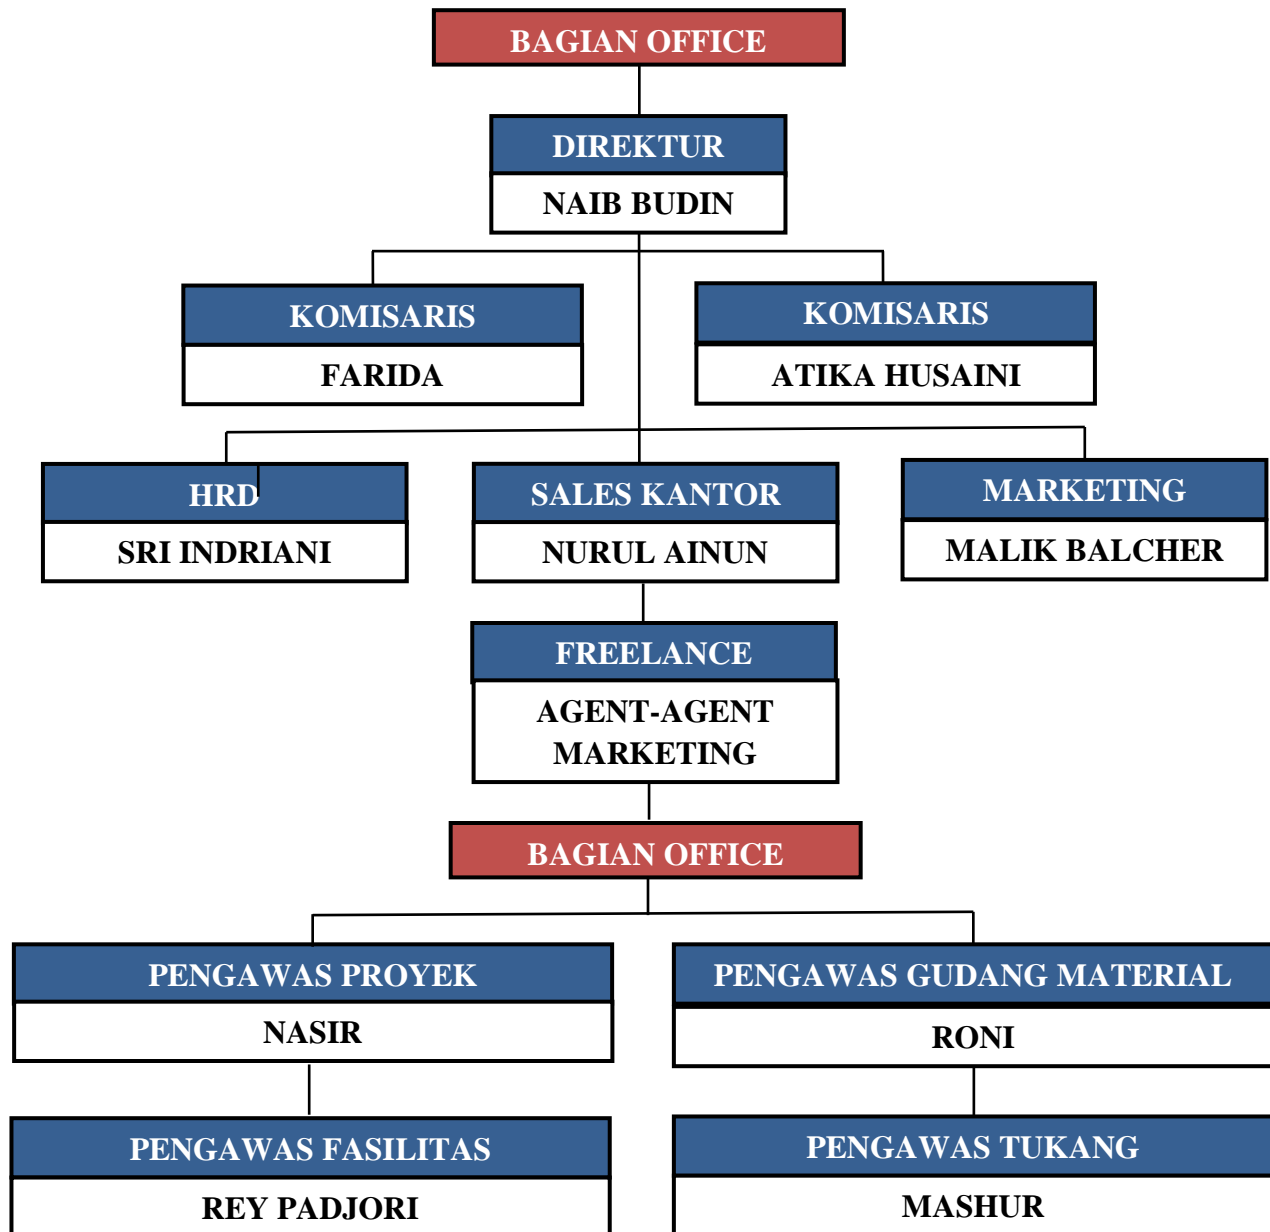 BAGIAN OFFICE
DIREKTUR
NAIB BUDIN
KOMISARIS
FARIDA
KOMISARIS
ATIKA HUSAINI
HRD
SRI INDRIANI
SALES KANTOR
NURUL AINUN
MARKETING
MALIK BALCHER
FREELANCE
AGENT-AGENT
MARKETING
BAGIAN OFFICE
PENGAWAS PROYEK
NASIR
PENGAWAS GUDANG MATERIAL
RONI
PENGAWAS FASILITAS
REY PADJORI
PENGAWAS TUKANG
MASHUR